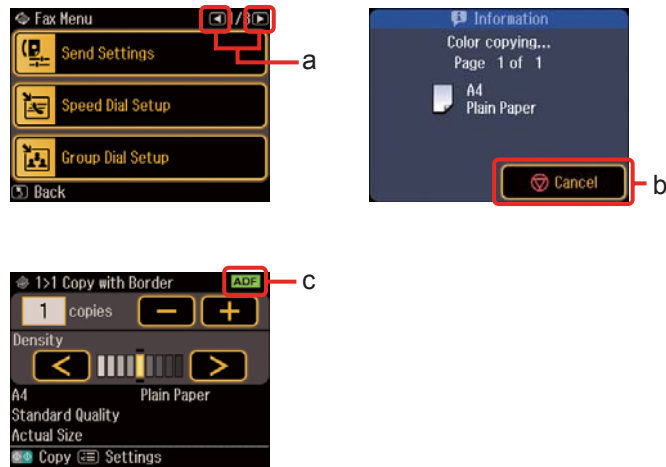 Fax Menu
1/3
a
Send Settings
Speed Dial Setup
Group Dial Setup
Back
Information
Color copying...
Page 1 of 1
A4
Plain Paper
Cancel
b
1>1 Copy with Border
ADF
c
1 copies
− +
Density
< >
A4 Plain Paper
Standard Quality
Actual Size
Copy Settings